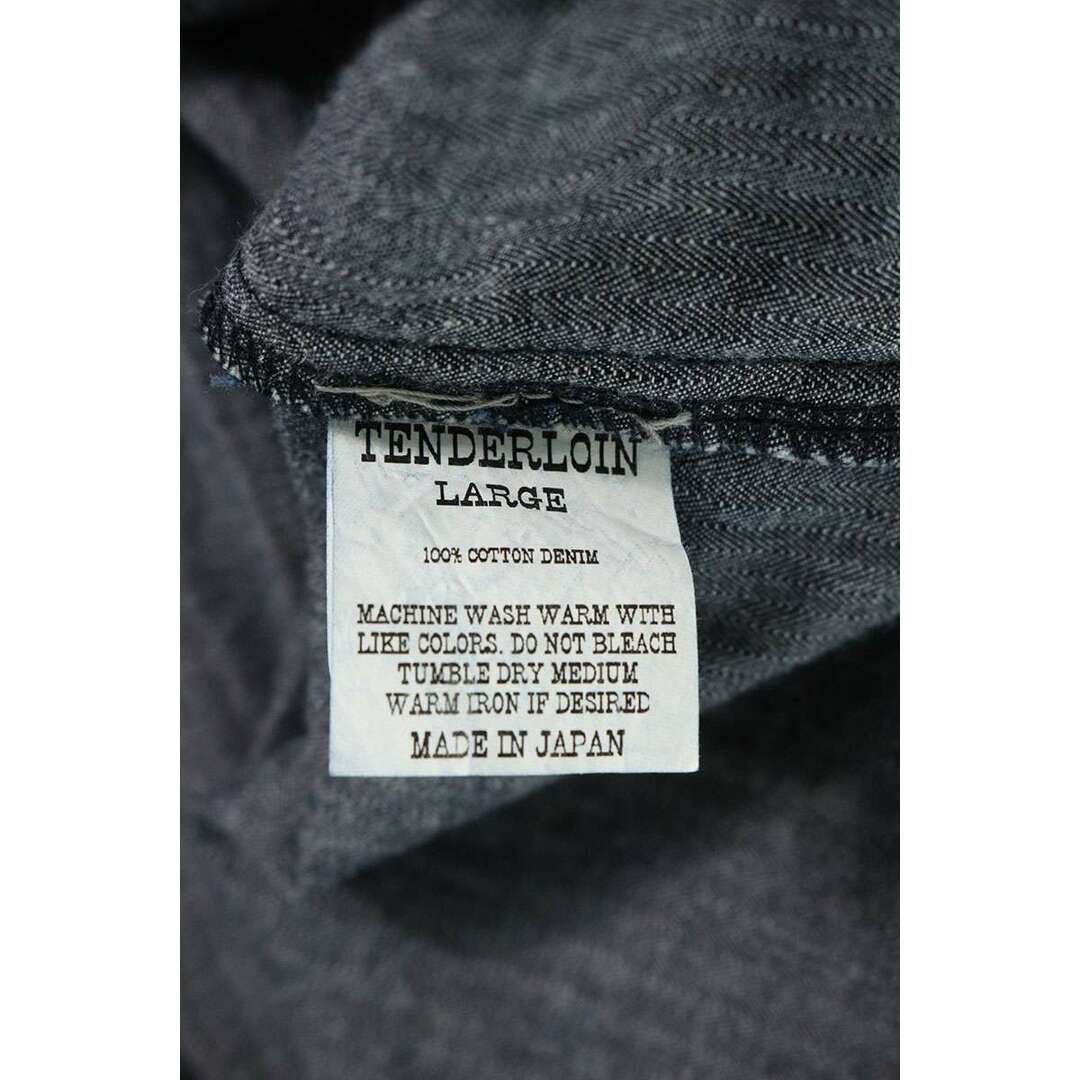 TENDERLOIN
LARGE
100% COTTON DENIM
MACHINE WASH WARM WITH
LIKE COLORS. DO NOT BLEACH
TUMBLE DRY MEDIUM
WARM IRON IF DESIRED
MADE IN JAPAN